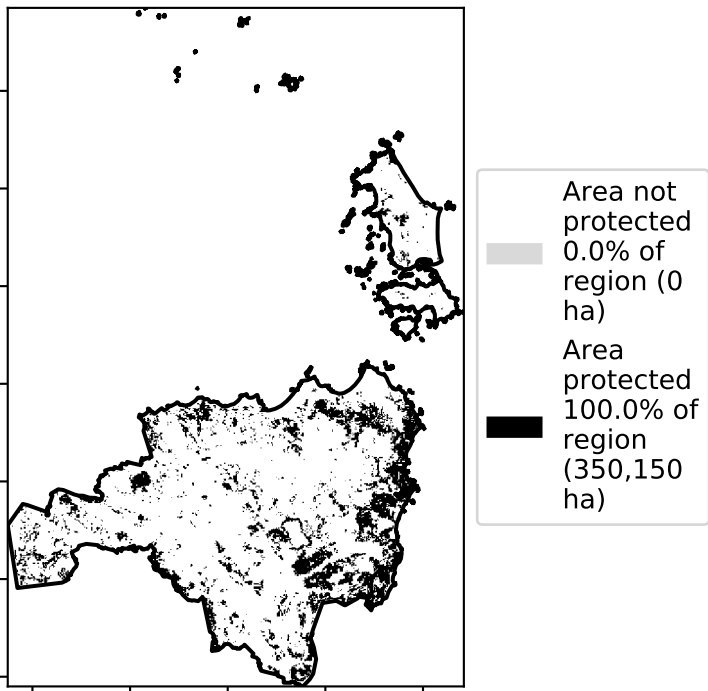 Area not
protected
0.0% of
region (0
ha)
Area
protected
100.0% of
region
(350,150
ha)